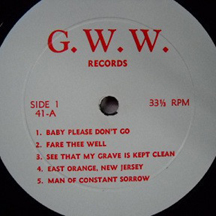 G. W. W.
RECORDS
SIDE 1 33⅓ RPM
41-A
1. BABY PLEASE DON'T GO
2. FARE THEE WELL
3. SEE THAT MY GRAVE IS KEPT CLEAN
4. EAST ORANGE, NEW JERSEY
5. MAN OF CONSTANT SORROW